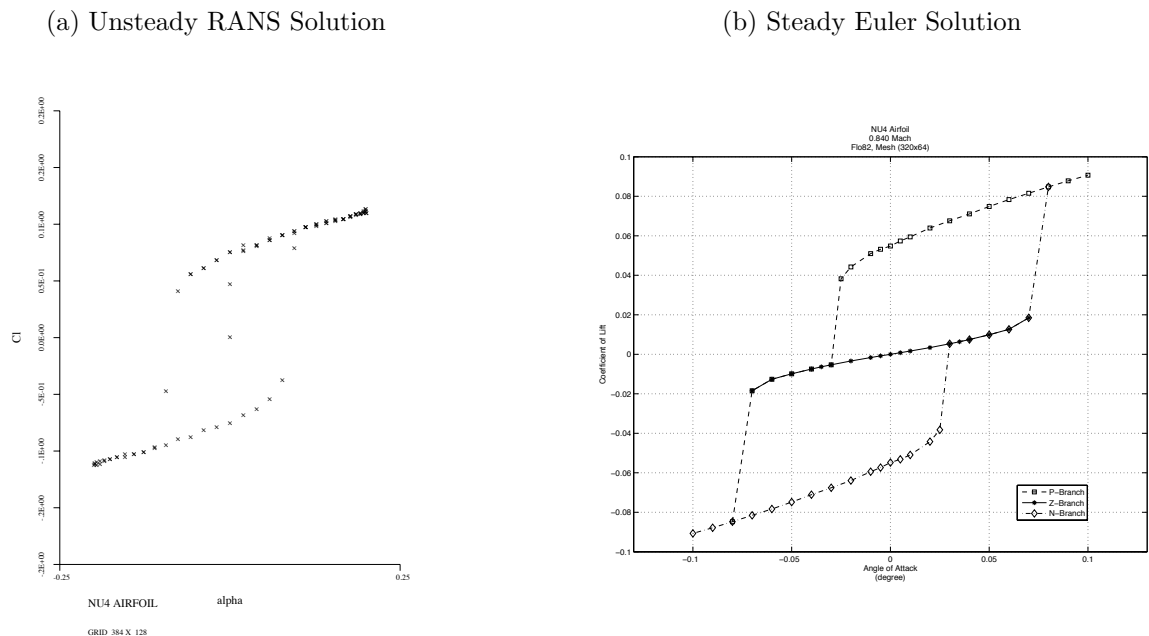 (a) Unsteady RANS Solution
(b) Steady Euler Solution
0.2E+00
0.2E+00
0.1E+00
0.5E-01
0.0E+00
-.5E-01
-.1E+00
-.2E+00
-.2E+00
Cl
-0.25
0.25
NU4 AIRFOIL
alpha
GRID 384 X 128
NU4 Airfoil
0.840 Mach
Flo82, Mesh (320x64)
0.1
0.08
0.06
0.04
0.02
0
−0.02
−0.04
−0.06
−0.08
−0.1
Coefficient of Lift
−0.1
−0.05
0
0.05
0.1
Angle of Attack
(degree)
P−Branch
Z−Branch
N−Branch